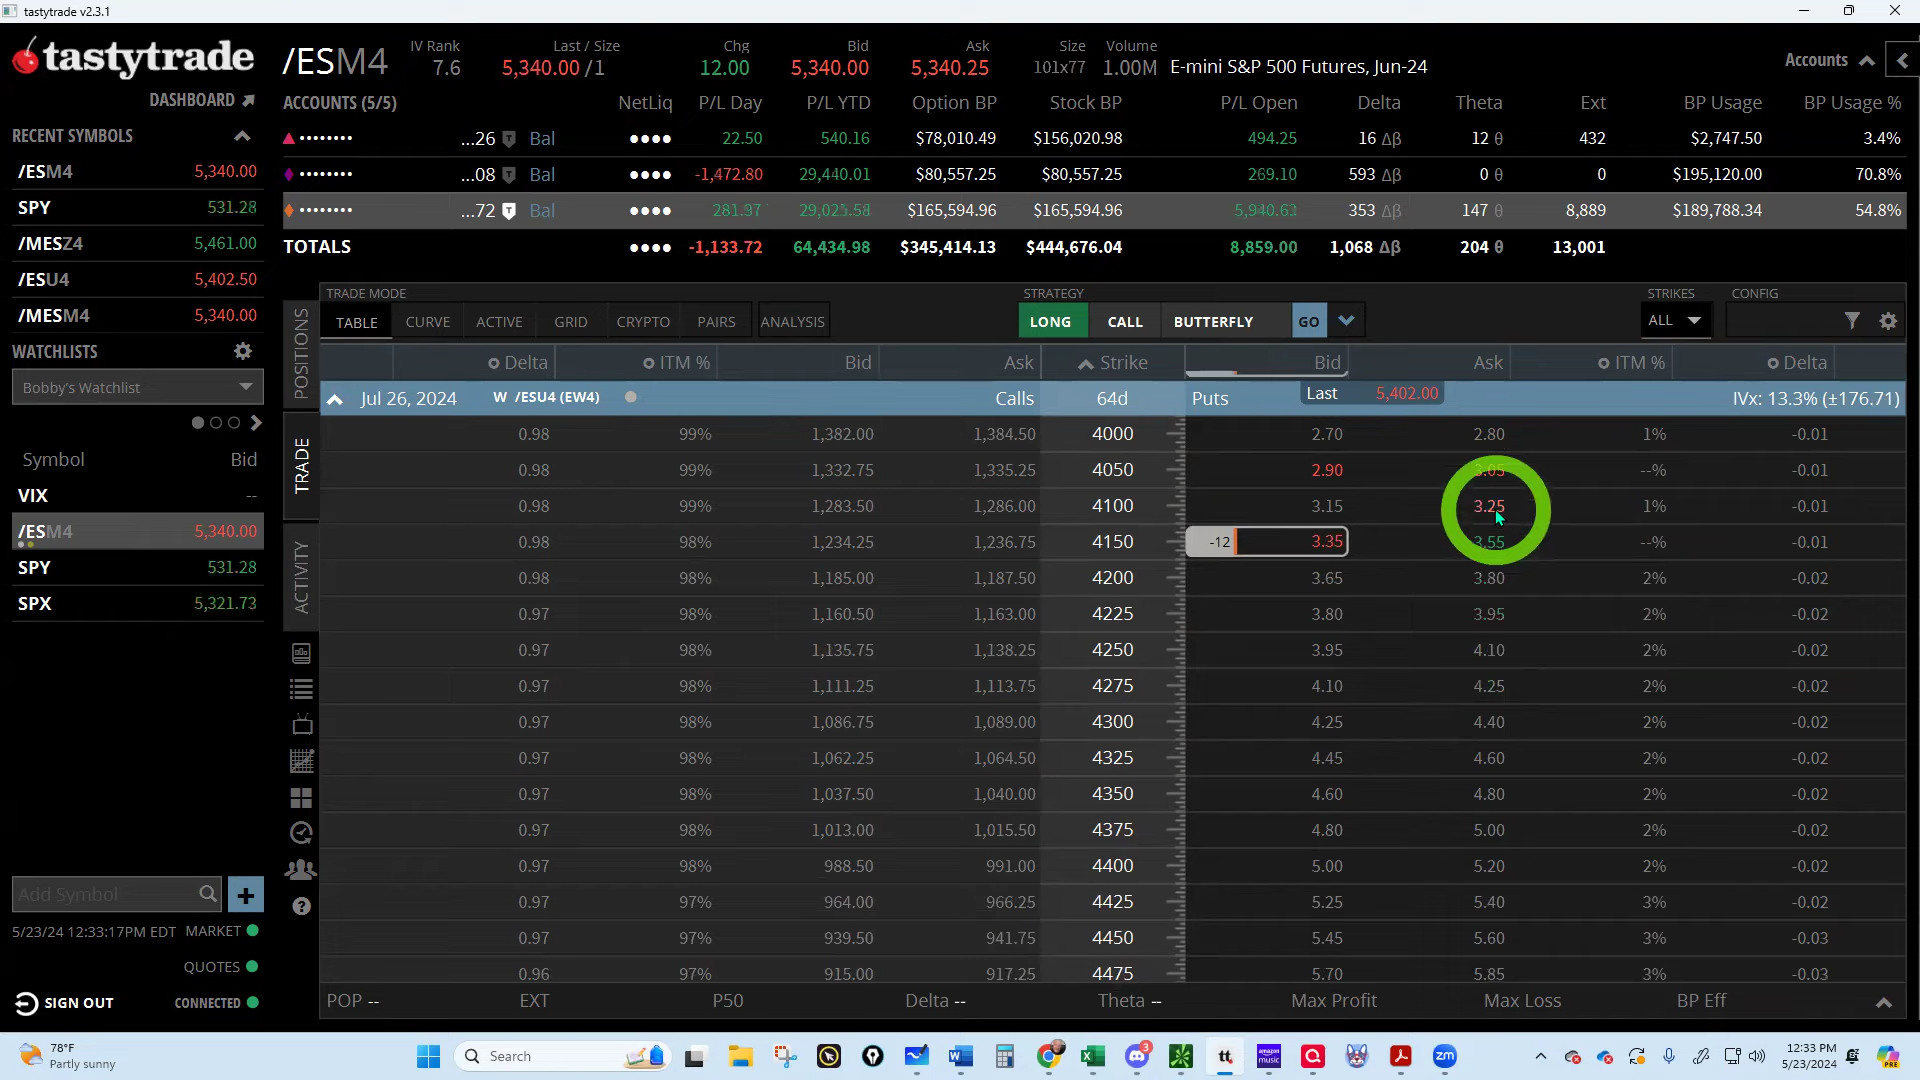 tastytrade v2.3.1
tastytrade
DASHBOARD
/ESM4
IV Rank
7.6
Last / Size
5,340.00 /1
Chg
12.00
Bid
5,340.00
Ask
5,340.25
Size
101x77
Volume
1.00M
E-mini S&P 500 Futures, Jun-24
Accounts
ACCOUNTS (5/5) NetLiq P/L Day P/L YTD Option BP Stock BP P/L Open Delta Theta Ext BP Usage BP Usage %
...26 Bal 22.50 540.16 $78,010.49 $156,020.98 494.25 16 Δβ 12 θ 432 $2,747.50 3.4%
...08 Bal -1,472.80 29,440.01 $80,557.25 $80,557.25 269.10 593 Δβ 0 θ 0 $195,120.00 70.8%
...72 Bal $165,594.96 $165,594.96 5,940.63 353 Δβ 147 θ 8,889 $189,788.34 54.8%
TOTALS -1,133.72 64,434.98 $345,414.13 $444,676.04 8,859.00 1,068 Δβ 204 θ 13,001
RECENT SYMBOLS
/ESM4 5,340.00
SPY 531.28
/MESZ4 5,461.00
/ESU4 5,402.50
/MESM4 5,340.00
WATCHLISTS
Bobby's Watchlist
Symbol Bid
VIX --
/ESM4 5,340.00
SPY 531.28
SPX 5,321.73
Add Symbol
5/23/24 12:33:17PM EDT MARKET
QUOTES
SIGN OUT CONNECTED
POSITIONS
TRADE
ACTIVITY
TRADE MODE
TABLE CURVE ACTIVE GRID CRYPTO PAIRS ANALYSIS
STRATEGY
LONG CALL BUTTERFLY GO
STRIKES
ALL
CONFIG
Delta ITM % Bid Ask Strike Bid Ask ITM % Delta
Jul 26, 2024 W /ESU4 (EW4) Calls 64d Puts Last 5,402.00 IVx: 13.3% (±176.71)
0.98 99% 1,382.00 1,384.50 4000 2.70 2.80 1% -0.01
0.98 99% 1,332.75 1,335.25 4050 2.90 3.05 --% -0.01
0.98 99% 1,283.50 1,286.00 4100 3.15 3.25 1% -0.01
0.98 98% 1,234.25 1,236.75 4150 -12 3.35 3.55 --% -0.01
0.98 98% 1,185.00 1,187.50 4200 3.65 3.80 2% -0.02
0.97 98% 1,160.50 1,163.00 4225 3.80 3.95 2% -0.02
0.97 98% 1,135.75 1,138.25 4250 3.95 4.10 2% -0.02
0.97 98% 1,111.25 1,113.75 4275 4.10 4.25 2% -0.02
0.97 98% 1,086.75 1,089.00 4300 4.25 4.40 2% -0.02
0.97 98% 1,062.25 1,064.50 4325 4.45 4.60 2% -0.02
0.97 98% 1,037.50 1,040.00 4350 4.60 4.80 2% -0.02
0.97 98% 1,013.00 1,015.50 4375 4.80 5.00 2% -0.02
0.97 98% 988.50 991.00 4400 5.00 5.20 2% -0.02
0.97 97% 964.00 966.25 4425 5.25 5.40 3% -0.02
0.97 97% 939.50 941.75 4450 5.45 5.60 3% -0.03
0.96 97% 915.00 917.25 4475 5.70 5.85 3% -0.03
POP -- EXT P50 Delta -- Theta -- Max Profit Max Loss BP Eff
78°F
Partly sunny
Search
3
tt
amazon music
zm
12:33 PM
5/23/2024
PRE